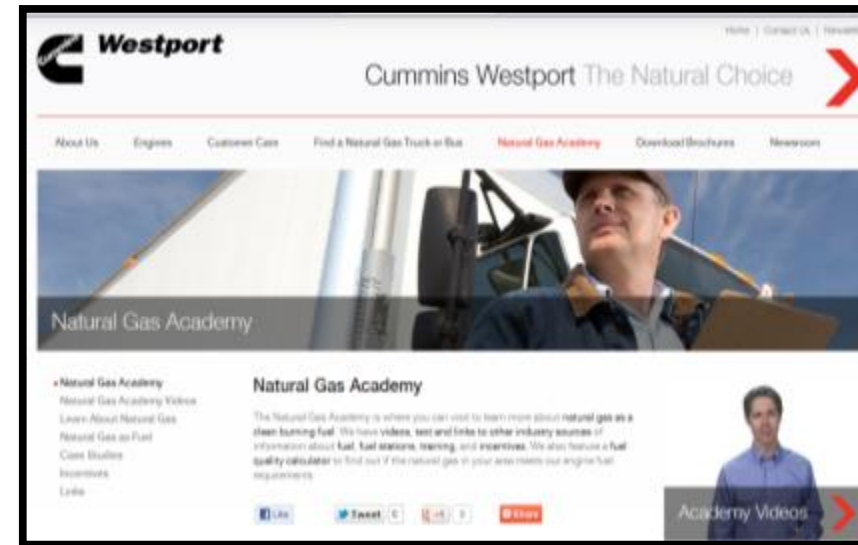 Home | Contact Us |
Cummins
Westport
Cummins Westport The Natural Choice
About Us Engines Customer Care Find a Natural Gas Truck or Bus Natural Gas Academy Download Brochures Newsroom
Natural Gas Academy
Natural Gas Academy
Natural Gas Academy Videos
Learn About Natural Gas
Natural Gas as Fuel
Case Studies
Incentives
Links
Natural Gas Academy
The Natural Gas Academy is where you can visit to learn more about natural gas as a
clean burning fuel. We have videos, text and links to other industry sources of
information about fuel, fuel stations, training, and incentives. We also feature a fuel
quality calculator to find out if the natural gas in your area meets our engine fuel
requirements.
Like Tweet 0 +1 0 Share
Academy Videos